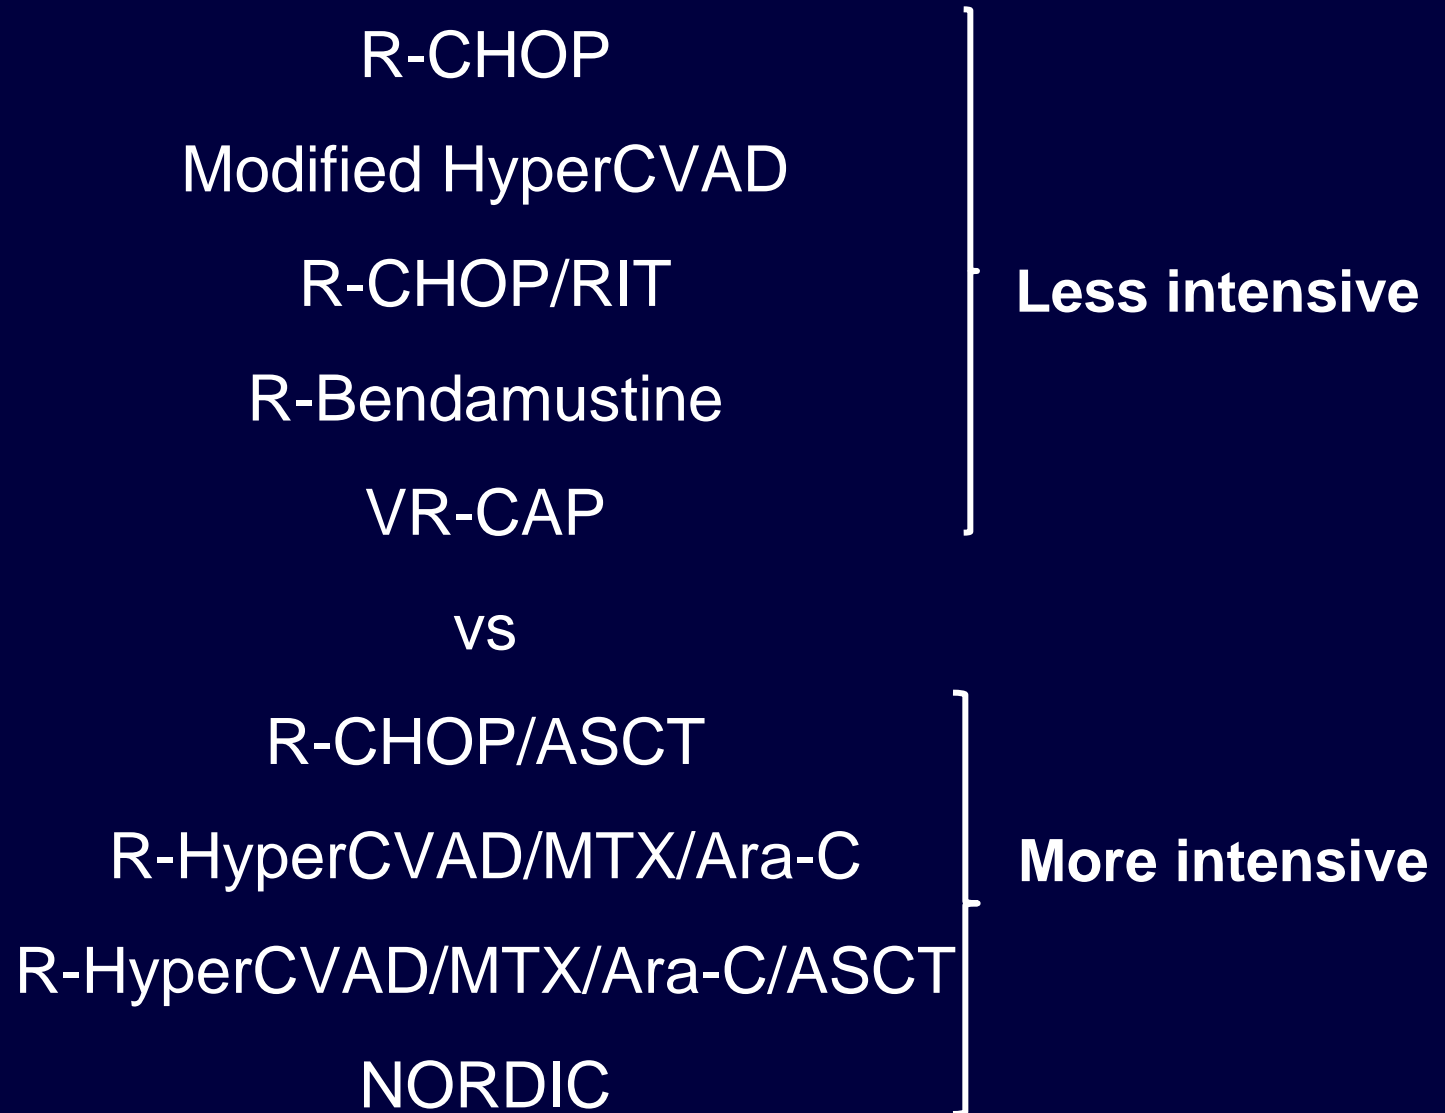 R-CHOP
Modified HyperCVAD
R-CHOP/RIT
Less intensive
R-Bendamustine
VR-CAP
vs
R-CHOP/ASCT
R-HyperCVAD/MTX/Ara-C
More intensive
R-HyperCVAD/MTX/Ara-C/ASCT
NORDIC